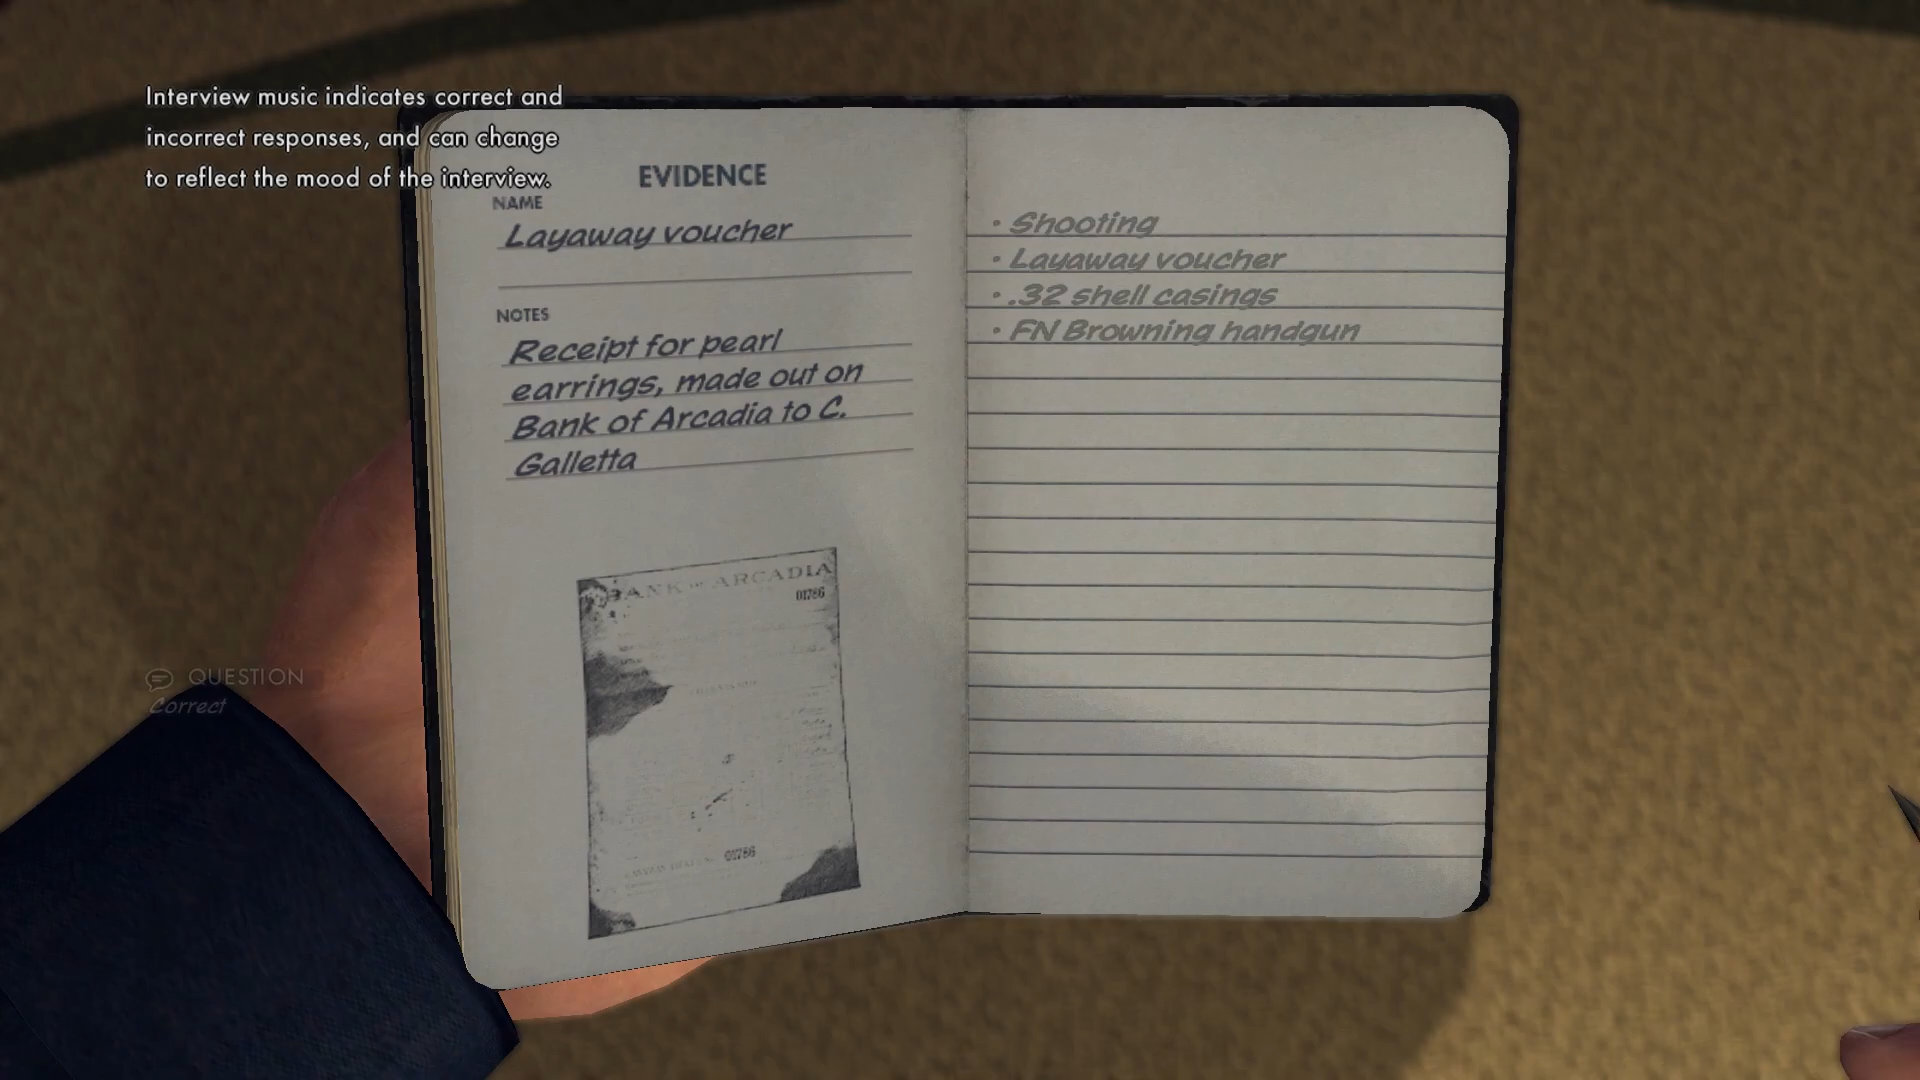 Interview music indicates correct and
incorrect responses, and can change
to reflect the mood of the interview.
EVIDENCE
NAME
Layaway voucher
NOTES
Receipt for pearl
earrings, made out on
Bank of Arcadia to C.
Galletta
BANK OF ARCADIA
01786
01786
• Shooting
• Layaway voucher
• .32 shell casings
• FN Browning handgun
QUESTION
Correct